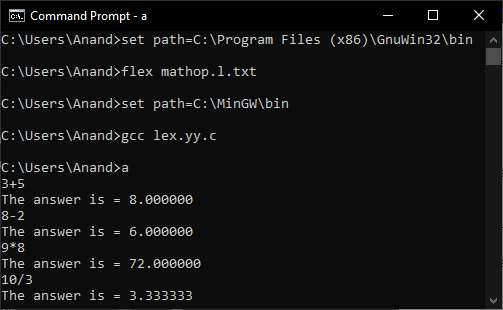 Command Prompt - a
C:\Users\Anand>set path=C:\Program Files (x86)\GnuWin32\bin
C:\Users\Anand>flex mathop.l.txt
C:\Users\Anand>set path=C:\MinGW\bin
C:\Users\Anand>gcc lex.yy.c
C:\Users\Anand>a
3+5
The answer is = 8.000000
8-2
The answer is = 6.000000
9*8
The answer is = 72.000000
10/3
The answer is = 3.333333